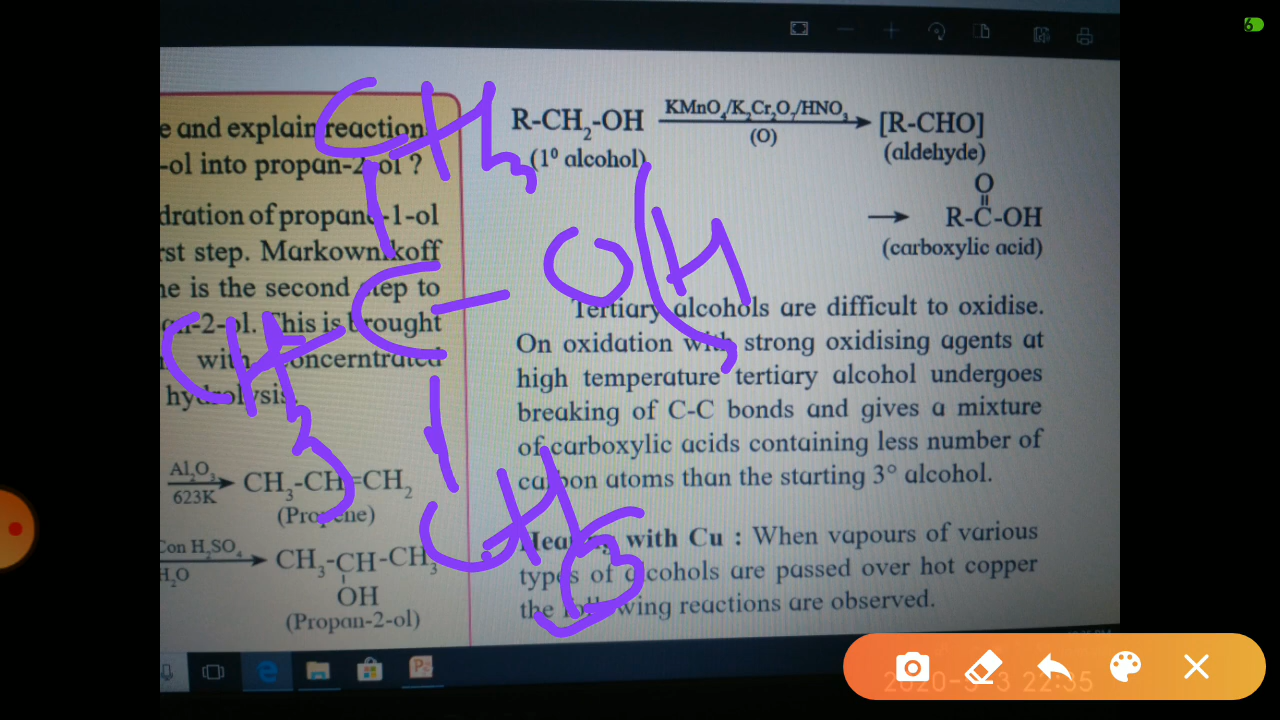 e and explain reaction
-ol into propan-2-ol ?
dration of propane-1-ol
rst step. Markownikoff
ne is the second step to
an-2-ol. This is brought
with concerntrated
hydrolysis.
Al₂O₃
623K
CH₃-CH=CH₂
(Propene)
Con H₂SO₄
H₂O
CH₃-CH-CH₃
OH
(Propan-2-ol)
R-CH₂-OH KMnO₄/K₂Cr₂O₇/HNO₃ [R-CHO]
(1⁰ alcohol) (O) (aldehyde)
O
R-C-OH
(carboxylic acid)
Tertiary alcohols are difficult to oxidise.
On oxidation with strong oxidising agents at
high temperature tertiary alcohol undergoes
breaking of C-C bonds and gives a mixture
of carboxylic acids containing less number of
carbon atoms than the starting 3° alcohol.
Heating with Cu : When vapours of various
types of alcohols are passed over hot copper
the following reactions are observed.
CH₃
CH₃-C-OH
CH₃
6